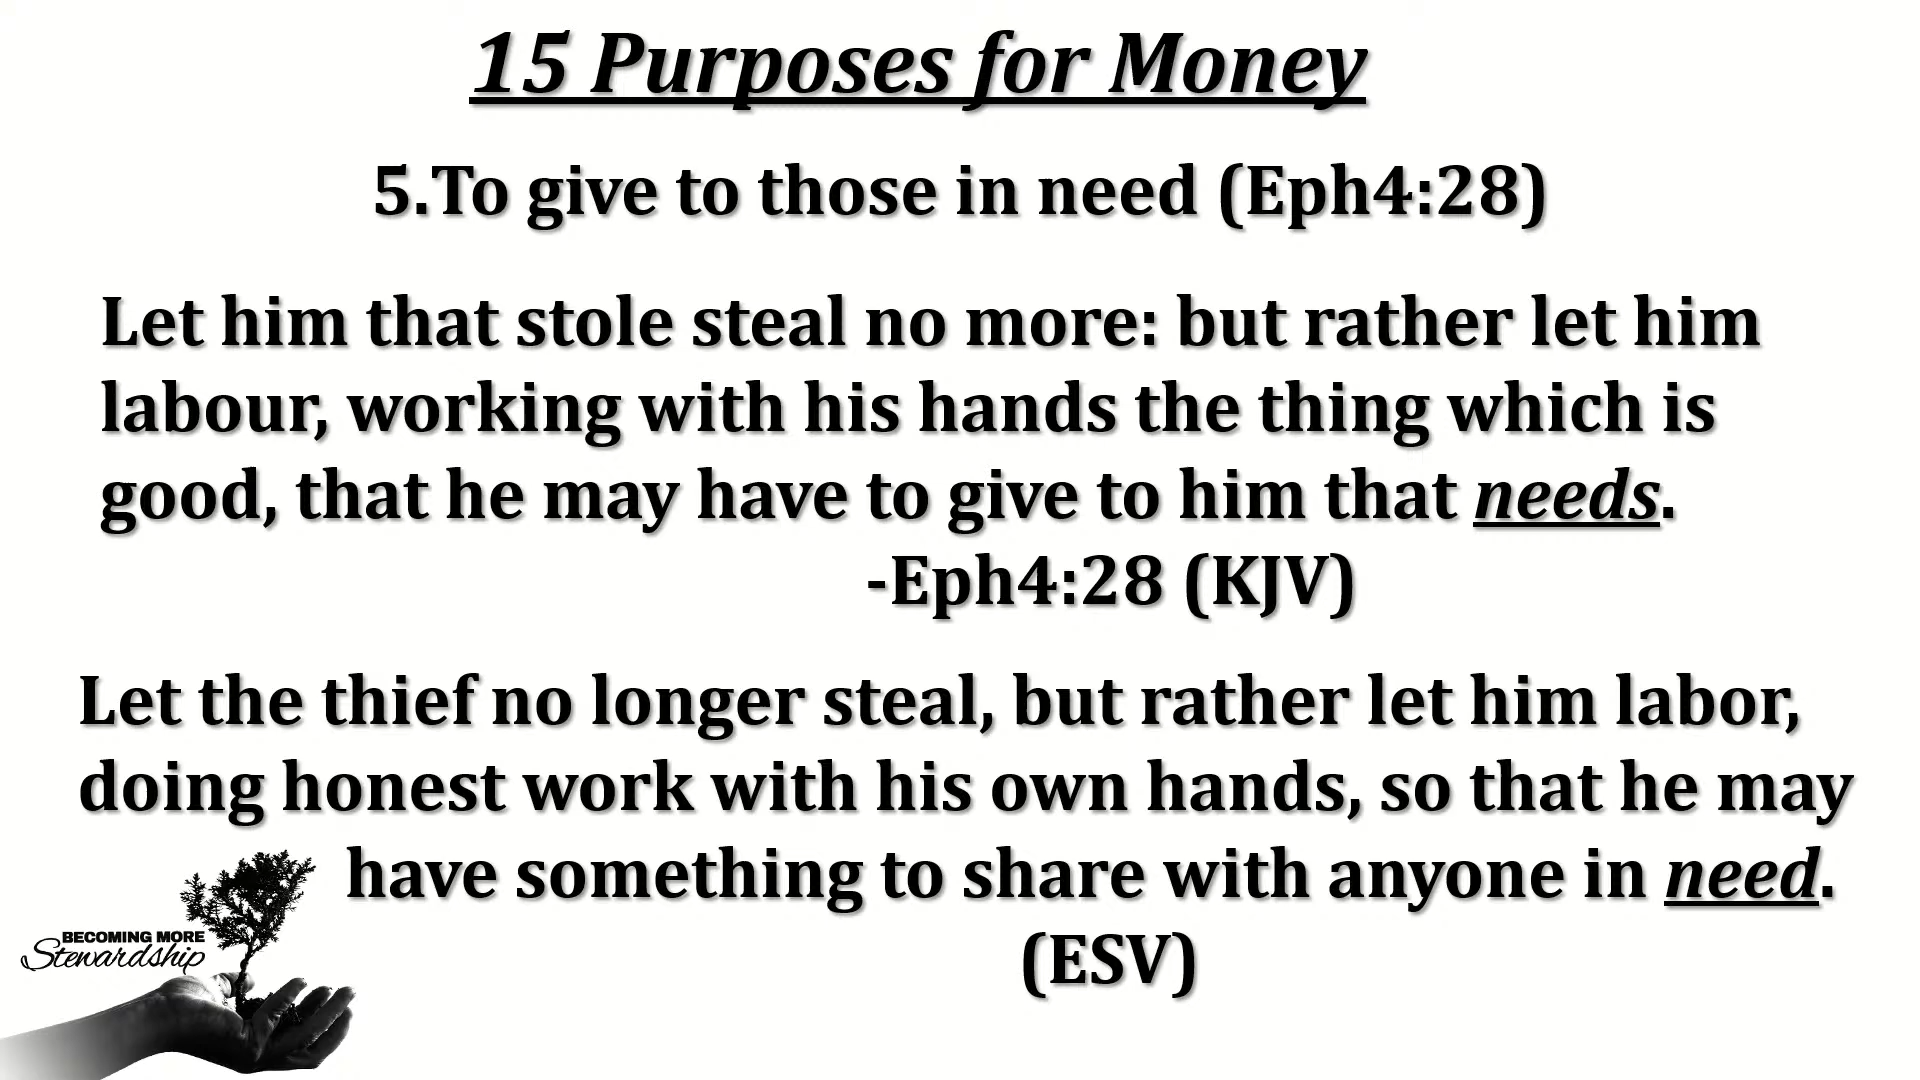 15 Purposes for Money
5.To give to those in need (Eph4:28)
Let him that stole steal no more: but rather let him
labour, working with his hands the thing which is
good, that he may have to give to him that needs.
-Eph4:28 (KJV)
Let the thief no longer steal, but rather let him labor,
doing honest work with his own hands, so that he may
have something to share with anyone in need.
(ESV)
BECOMING MORE
Stewardship